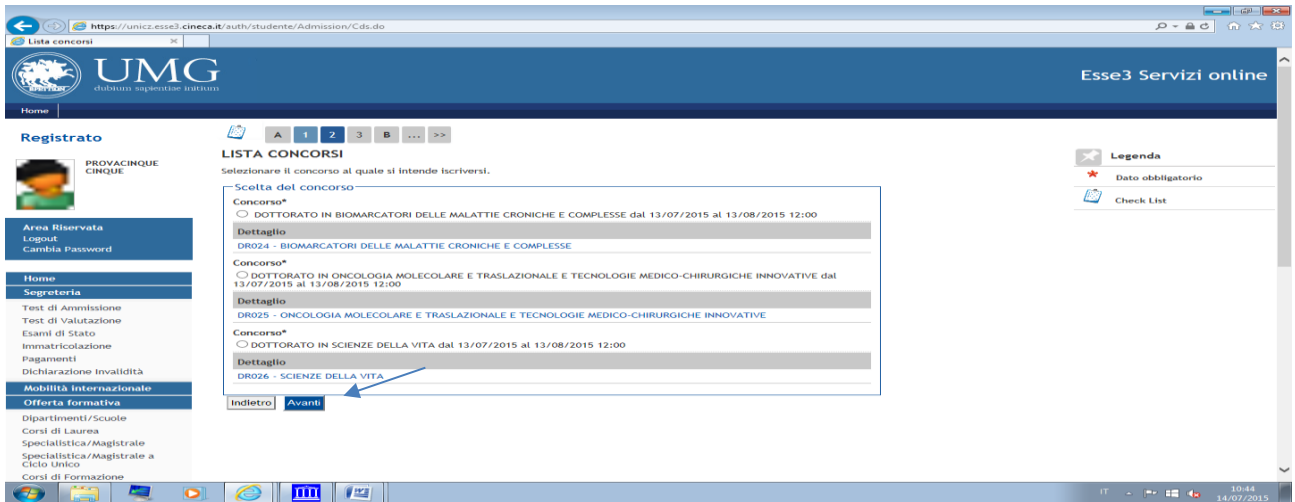 https://unicz.esse3.cineca.it/auth/studente/Admission/Cds.do
Lista concorsi
UMG
dubium sapientiae initium
Esse3 Servizi online
Home
Registrato
PROVACINQUE
CINQUE
Area Riservata
Logout
Cambia Password
Home
Segreteria
Test di Ammissione
Test di Valutazione
Esami di Stato
Immatricolazione
Pagamenti
Dichiarazione Invalidità
Mobilità internazionale
Offerta formativa
Dipartimenti/Scuole
Corsi di Laurea
Specialistica/Magistrale
Specialistica/Magistrale a
Ciclo Unico
Corsi di Formazione
A 1 2 3 B ... >>
LISTA CONCORSI
Selezionare il concorso al quale si intende iscriversi.
Scelta del concorso
Concorso*
DOTTORATO IN BIOMARCATORI DELLE MALATTIE CRONICHE E COMPLESSE dal 13/07/2015 al 13/08/2015 12:00
Dettaglio
DR024 - BIOMARCATORI DELLE MALATTIE CRONICHE E COMPLESSE
Concorso*
DOTTORATO IN ONCOLOGIA MOLECOLARE E TRASLAZIONALE E TECNOLOGIE MEDICO-CHIRURGICHE INNOVATIVE dal
13/07/2015 al 13/08/2015 12:00
Dettaglio
DR025 - ONCOLOGIA MOLECOLARE E TRASLAZIONALE E TECNOLOGIE MEDICO-CHIRURGICHE INNOVATIVE
Concorso*
DOTTORATO IN SCIENZE DELLA VITA dal 13/07/2015 al 13/08/2015 12:00
Dettaglio
DR026 - SCIENZE DELLA VITA
Indietro Avanti
Legenda
* Dato obbligatorio
Check List
IT
10:44
14/07/2015